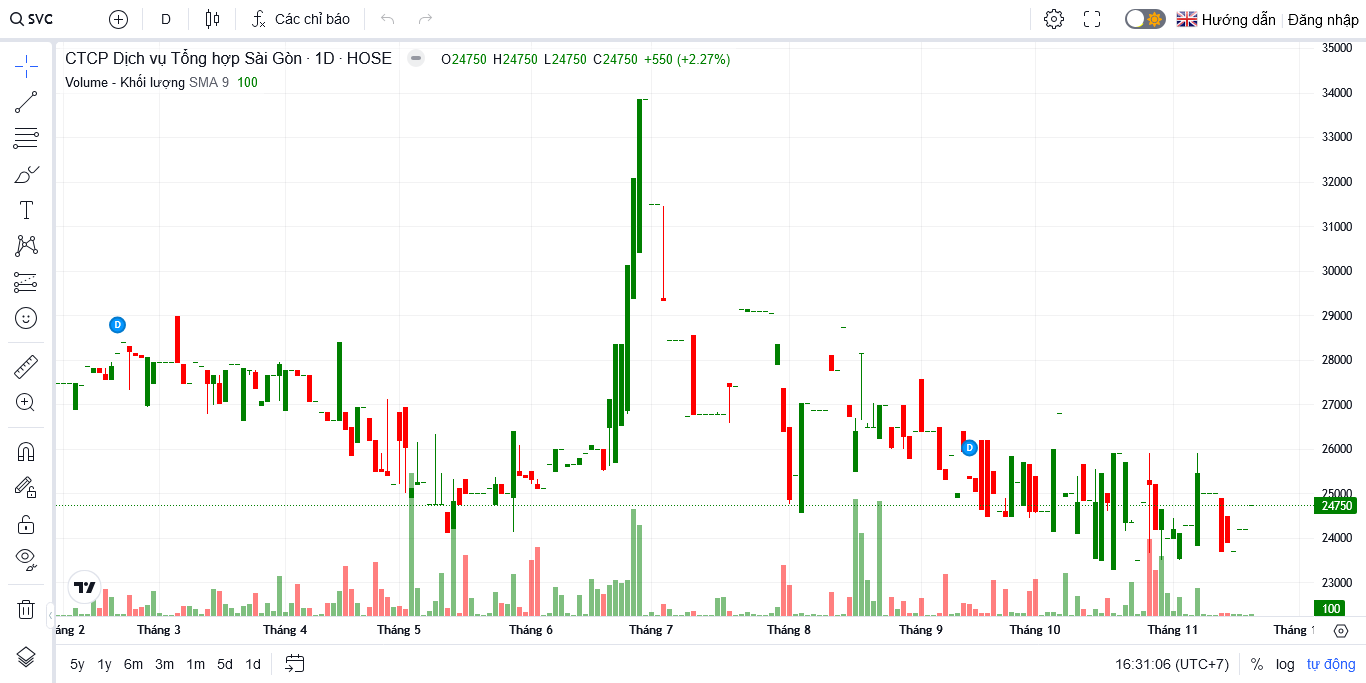 SVC D Các chỉ báo Hướng dẫn Đăng nhập
CTCP Dịch vụ Tổng hợp Sài Gòn · 1D · HOSE O24750 H24750 L24750 C24750 +550 (+2.27%)
Volume - Khối lượng SMA 9 100
35000
34000
33000
32000
31000
30000
29000
28000
27000
26000
25000
24750
24000
23000
100
D
D
T
áng 2 Tháng 3 Tháng 4 Tháng 5 Tháng 6 Tháng 7 Tháng 8 Tháng 9 Tháng 10 Tháng 11 Tháng 1
5y 1y 6m 3m 1m 5d 1d 16:31:06 (UTC+7) % log tự động